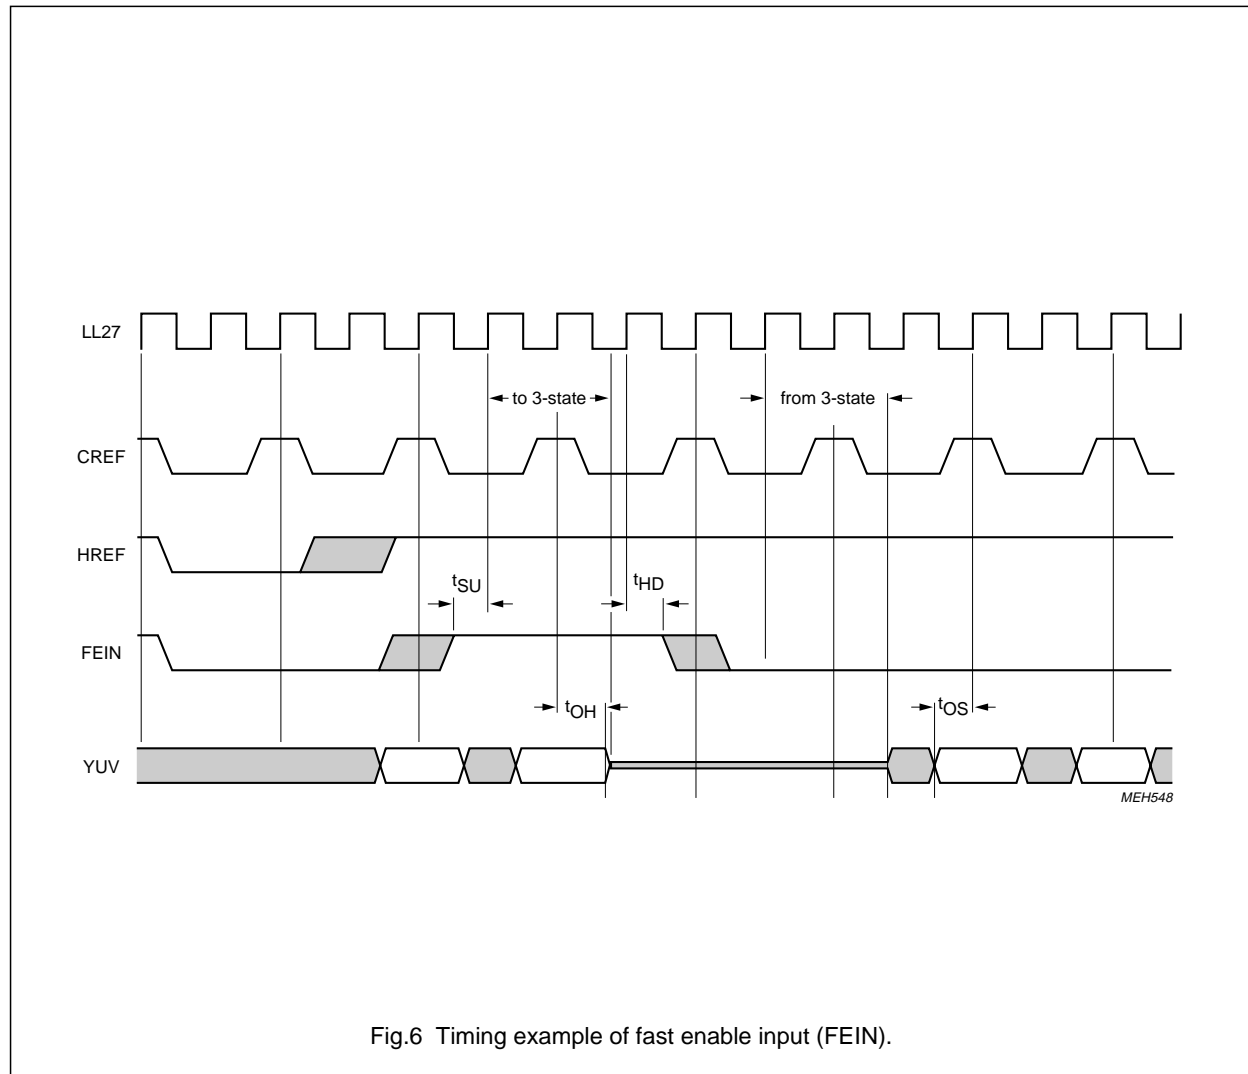 LL27
to 3-state
from 3-state
CREF
HREF
tSU
tHD
FEIN
tOH
tOS
YUV
MEH548
Fig.6 Timing example of fast enable input (FEIN).